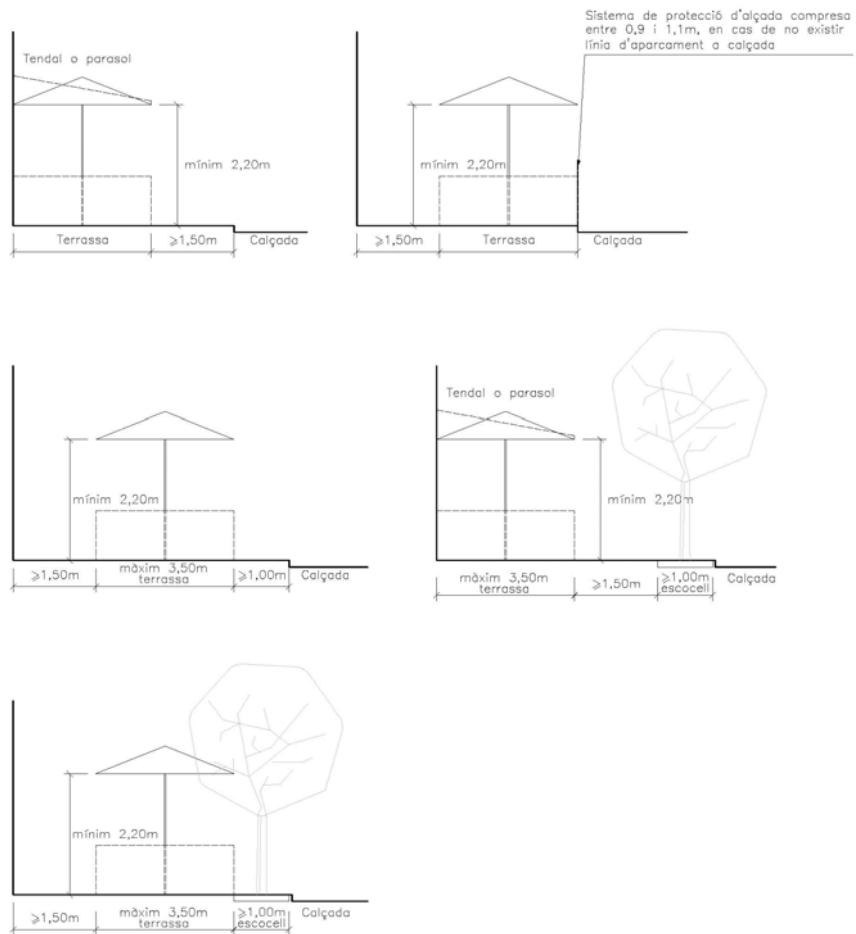 Sistema de protecció d'alçada compresa
entre 0,9 i 1,1m, en cas de no existir
línia d'aparcament a calçada
Tendal o parasol
mínim 2,20m
Terrassa
≥1,50m
Calçada
mínim 2,20m
≥1,50m
Terrassa
Calçada
mínim 2,20m
≥1,50m
màxim 3,50m
terrassa
≥1,00m
Calçada
Tendal o parasol
mínim 2,20m
màxim 3,50m
terrassa
≥1,50m
≥1,00m
escocell
Calçada
mínim 2,20m
≥1,50m
màxim 3,50m
terrassa
≥1,00m
escocell
Calçada